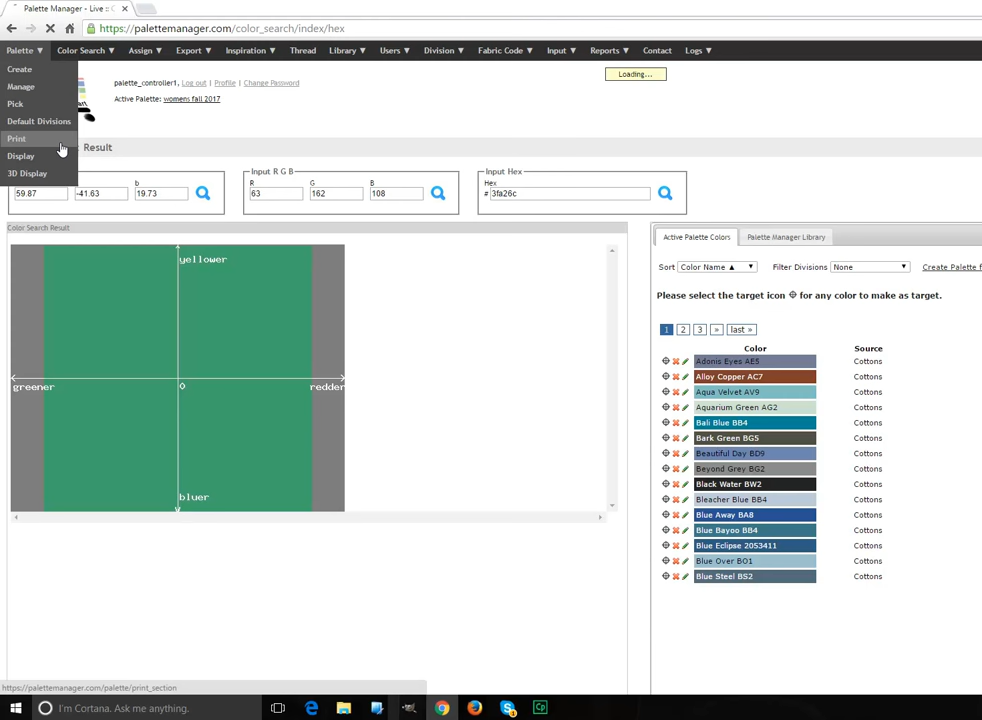 Palette Manager - Live :: C
https://palettemanager.com/color_search/index/hex
Palette ▼ Color Search ▼ Assign ▼ Export ▼ Inspiration ▼ Thread Library ▼ Users ▼ Division ▼ Fabric Code ▼ Input ▼ Reports ▼ Contact Logs ▼
Create
Manage
Pick
Default Divisions
Print
Display
3D Display
palette_controller1, Log out | Profile | Change Password
Active Palette: womens fall 2017
Loading...
Result
b
59.87 -41.63 19.73
Input R G B
R G B
63 162 108
Input Hex
Hex
# 3fa26c
Color Search Result
yellower
greener 0 redder
bluer
Active Palette Colors Palette Manager Library
Sort Color Name ▲ ▼ Filter Divisions None ▼ Create Palette f
Please select the target icon for any color to make as target.
1 2 3 » last »
Color Source
Adonis Eyes AE5 Cottons
Alloy Copper AC7 Cottons
Aqua Velvet AV9 Cottons
Aquarium Green AG2 Cottons
Bali Blue BB4 Cottons
Bark Green BG5 Cottons
Beautiful Day BD9 Cottons
Beyond Grey BG2 Cottons
Black Water BW2 Cottons
Bleacher Blue BB4 Cottons
Blue Away BA8 Cottons
Blue Bayoo BB4 Cottons
Blue Eclipse 2053411 Cottons
Blue Over BO1 Cottons
Blue Steel BS2 Cottons
https://palettemanager.com/palette/print_section
I'm Cortana. Ask me anything.
Cp